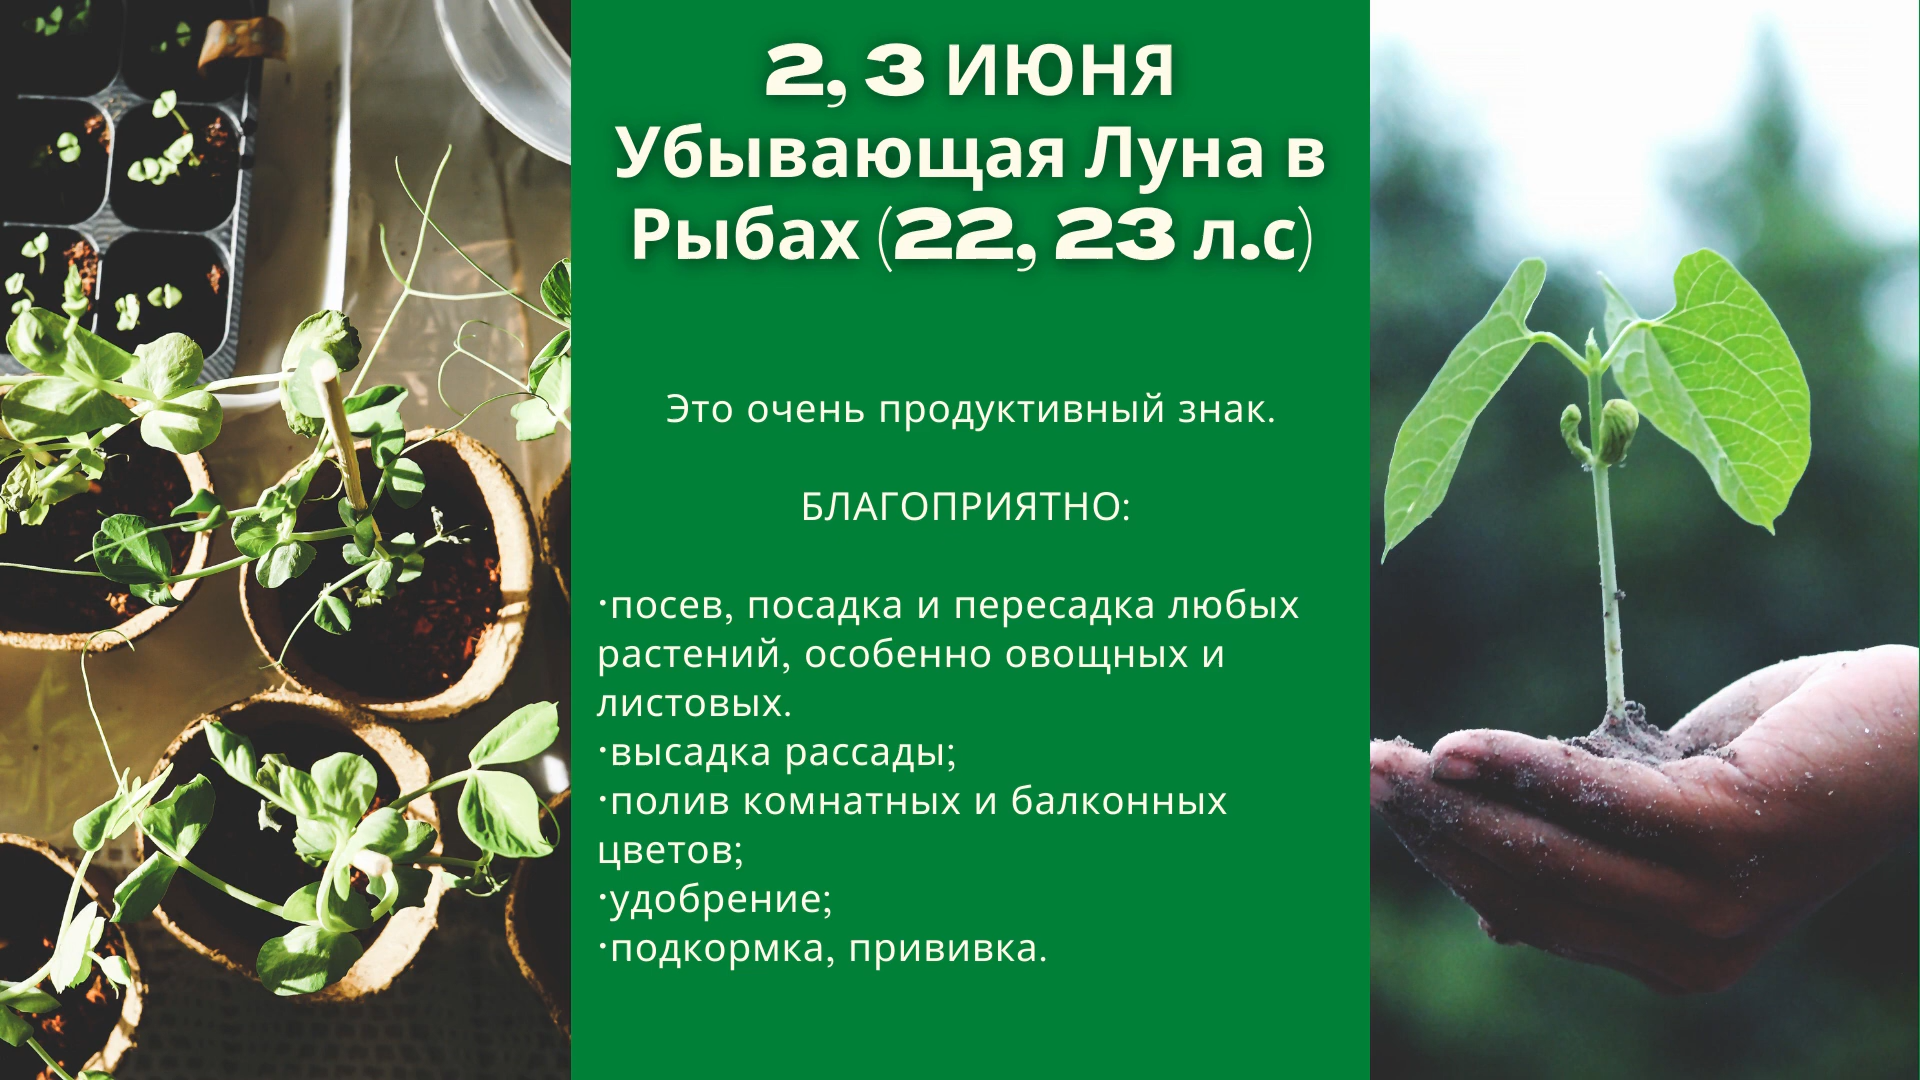 2, 3 ИЮНЯ
Убывающая Луна в
Рыбах (22, 23 л.с)
Это очень продуктивный знак.
БЛАГОПРИЯТНО:
·посев, посадка и пересадка любых
растений, особенно овощных и
листовых.
·высадка рассады;
·полив комнатных и балконных
цветов;
·удобрение;
·подкормка, прививка.